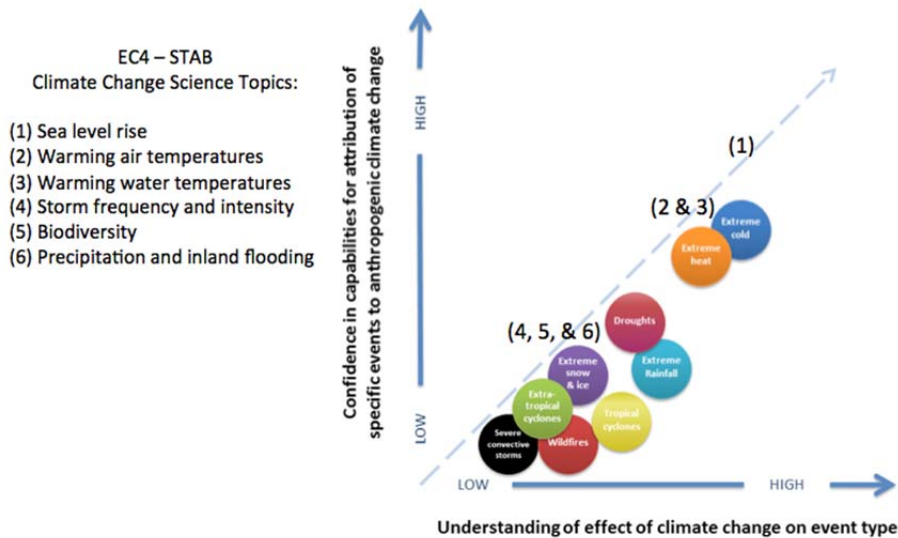 EC4 – STAB
Climate Change Science Topics:
(1) Sea level rise
(2) Warming air temperatures
(3) Warming water temperatures
(4) Storm frequency and intensity
(5) Biodiversity
(6) Precipitation and inland flooding
Confidence in capabilities for attribution of
specific events to anthropogenic climate change
HIGH
LOW
(1)
(2 & 3)
Extreme
cold
Extreme
heat
Droughts
(4, 5, & 6)
Extreme
snow
& ice
Extreme
Rainfall
Extra-
tropical
cyclones
Tropical
cyclones
Severe
convective
storms
Wildfires
LOW
HIGH
Understanding of effect of climate change on event type